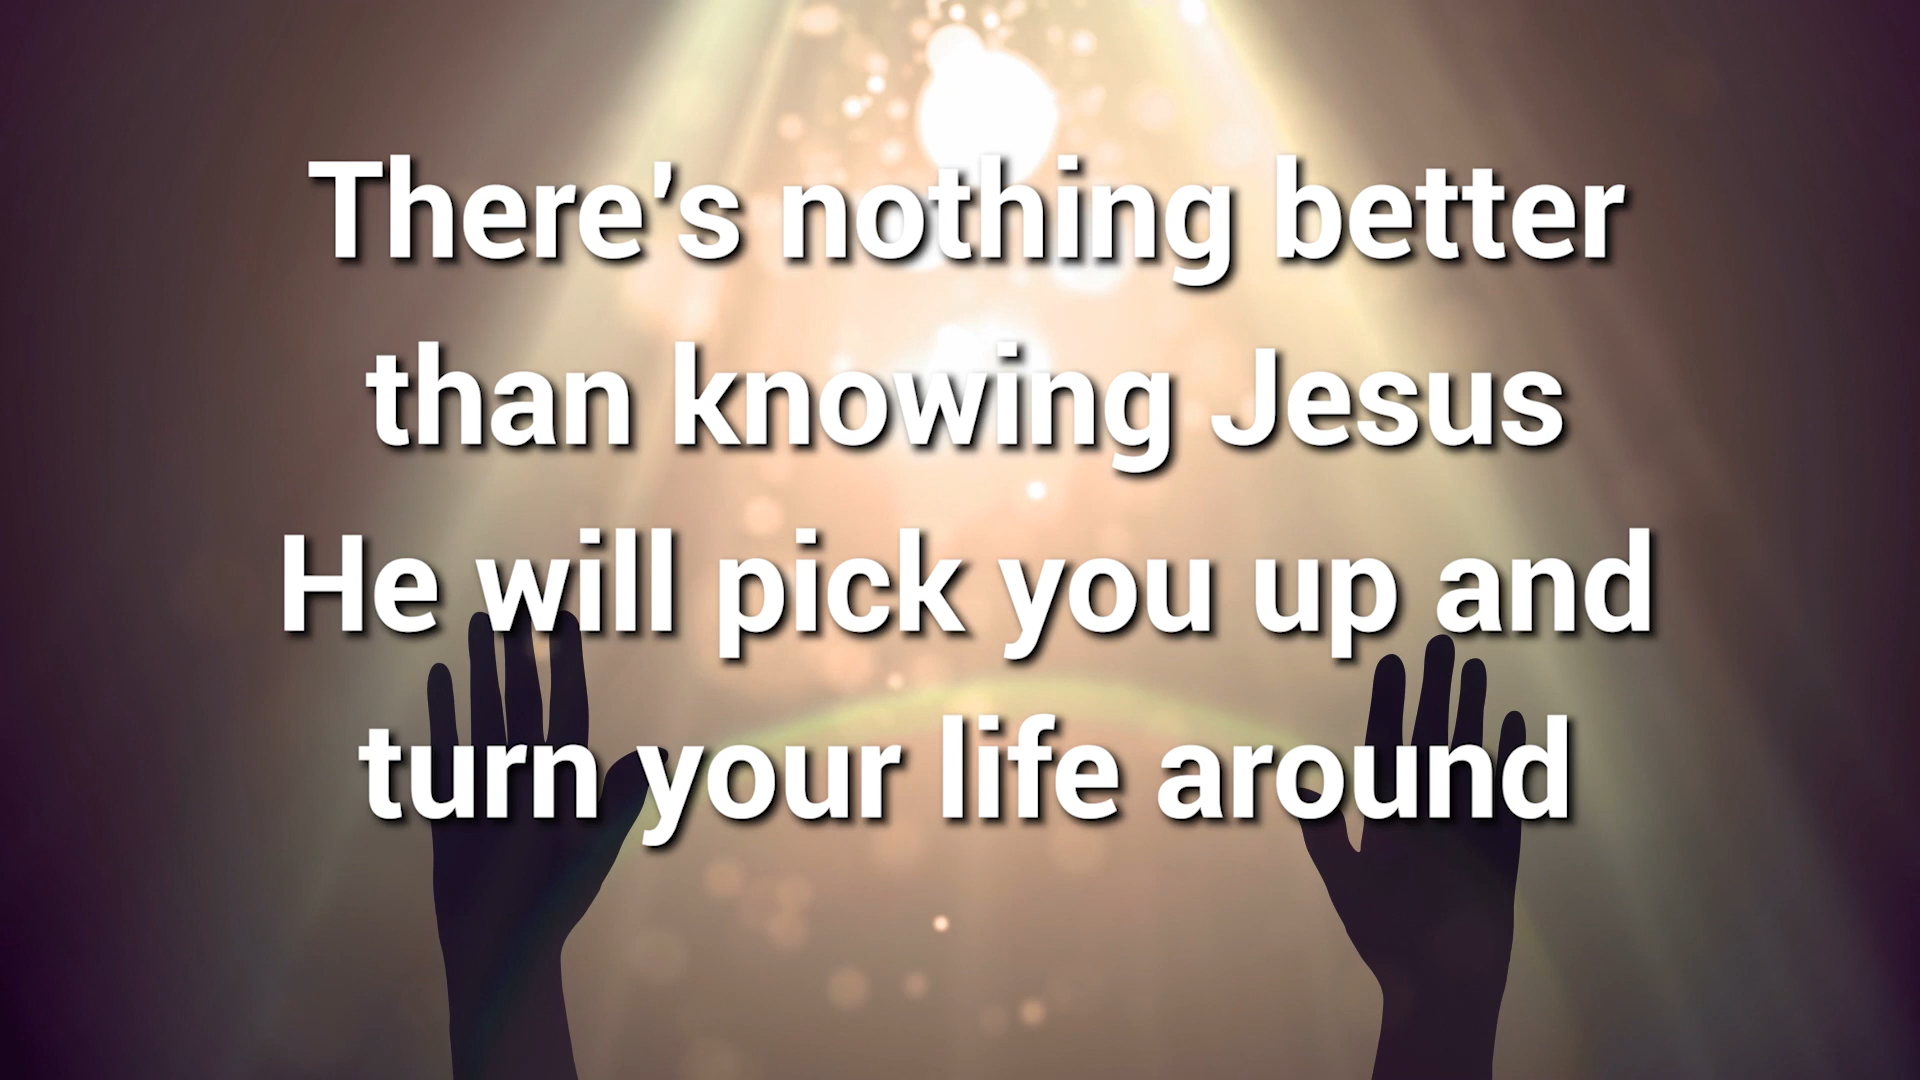 There's nothing better
than knowing Jesus
He will pick you up and
turn your life around